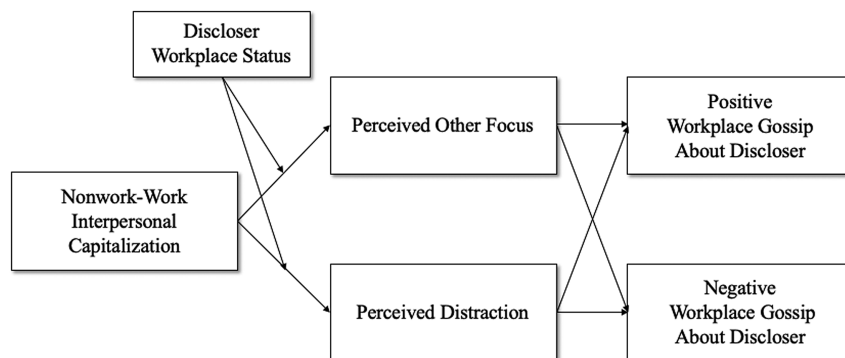 Discloser
Workplace Status
Perceived Other Focus
Positive
Workplace Gossip
About Discloser
Nonwork-Work
Interpersonal
Capitalization
Perceived Distraction
Negative
Workplace Gossip
About Discloser